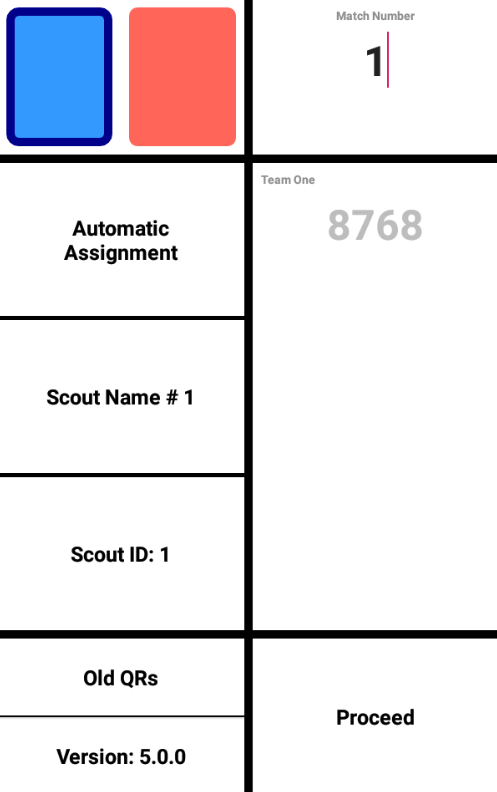 Match Number
1
Automatic
Assignment
Team One
8768
Scout Name # 1
Scout ID: 1
Old QRs
Version: 5.0.0
Proceed